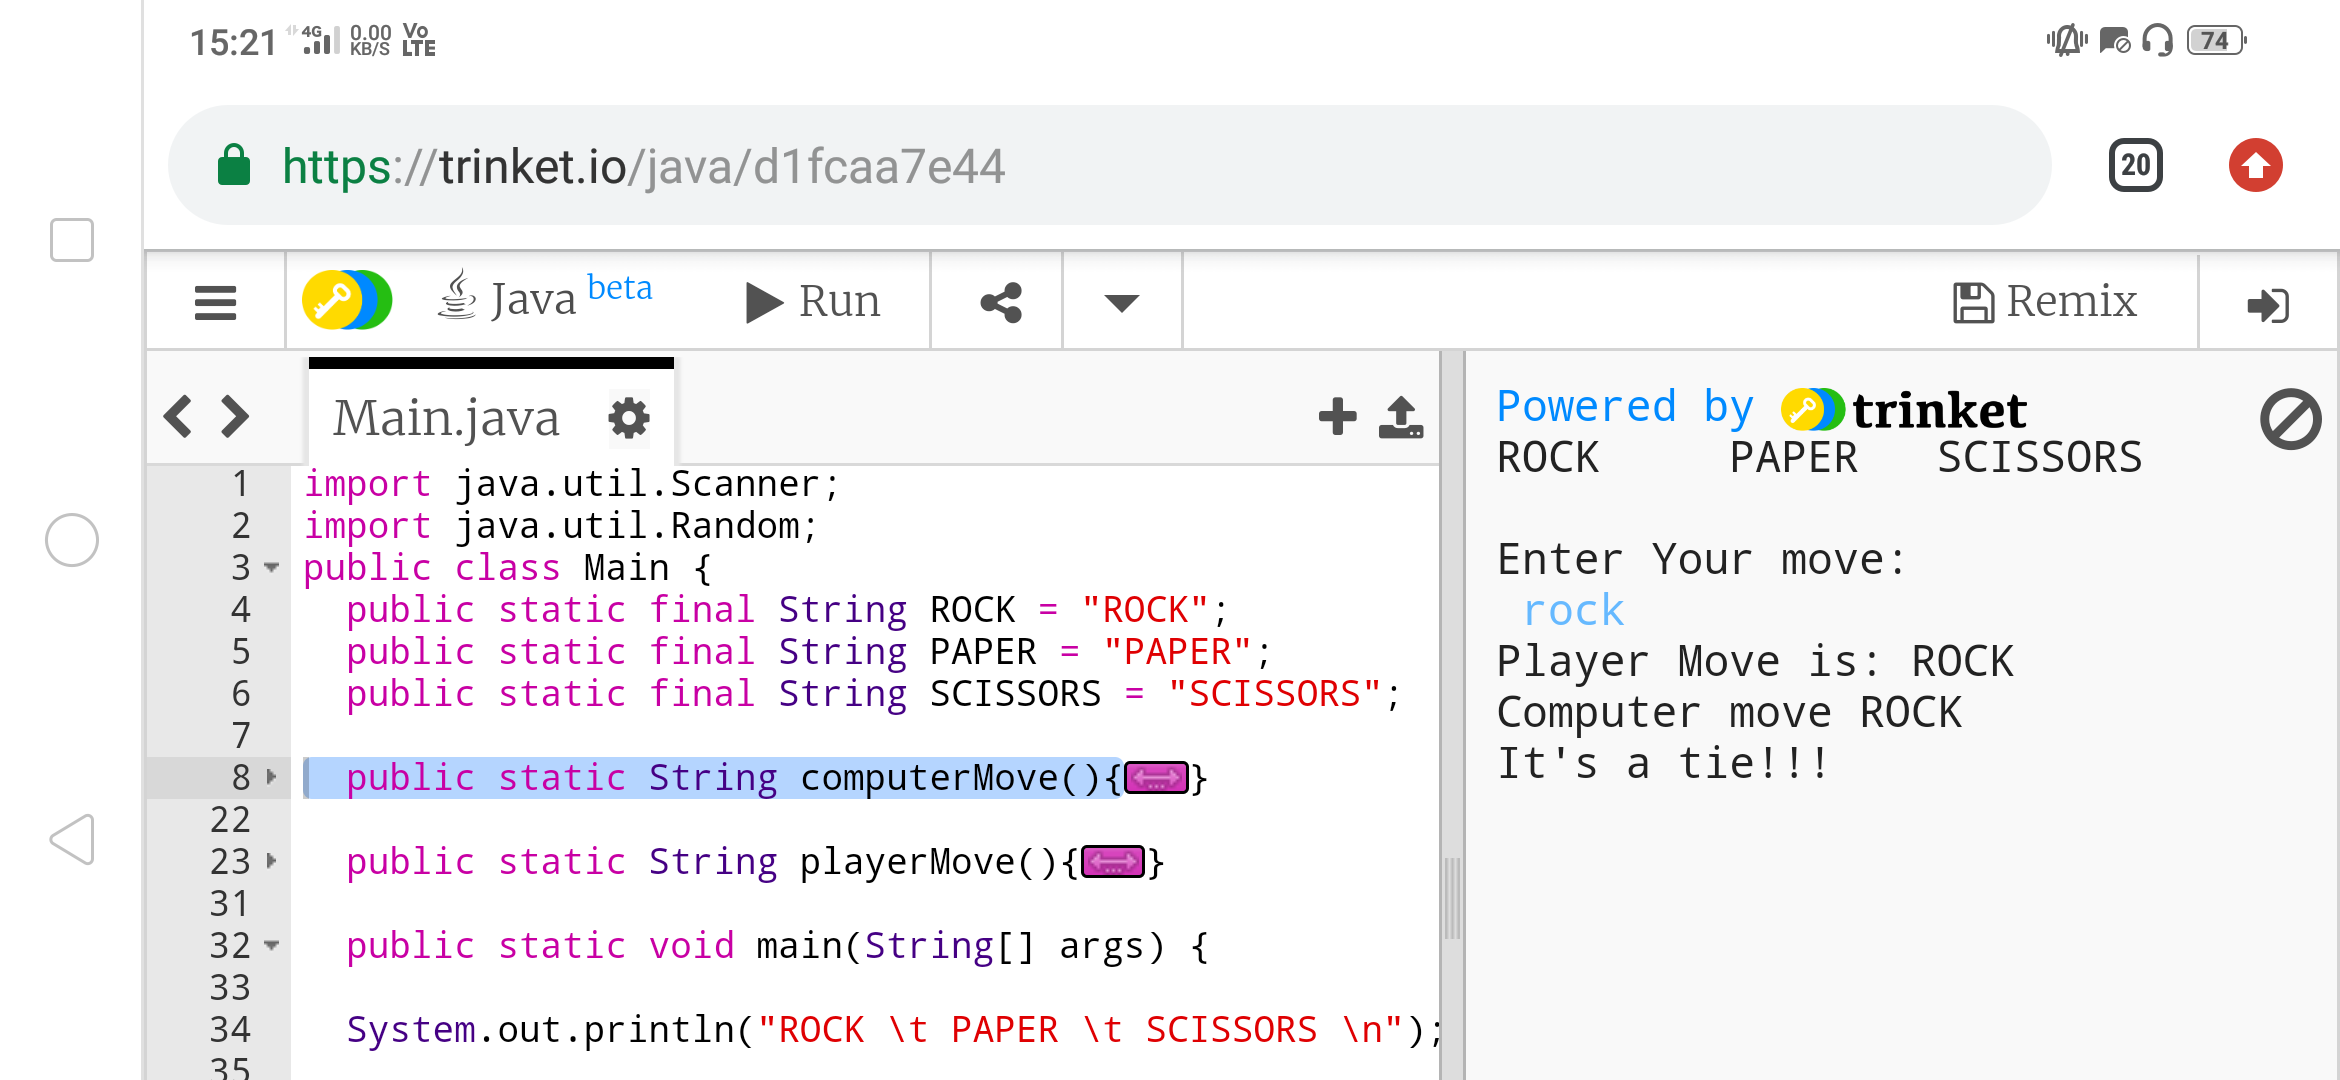 15:21 4G 0.00 KB/S Vo LTE 74
https://trinket.io/java/d1fcaa7e44 20
Java beta Run Remix
Main.java
1 import java.util.Scanner;
2 import java.util.Random;
3 public class Main {
4 public static final String ROCK = "ROCK";
5 public static final String PAPER = "PAPER";
6 public static final String SCISSORS = "SCISSORS";
7
8 public static String computerMove(){...}
22
23 public static String playerMove(){...}
31
32 public static void main(String[] args) {
33
34 System.out.println("ROCK \t PAPER \t SCISSORS \n");
35
Powered by trinket
ROCK PAPER SCISSORS
Enter Your move:
rock
Player Move is: ROCK
Computer move ROCK
It's a tie!!!